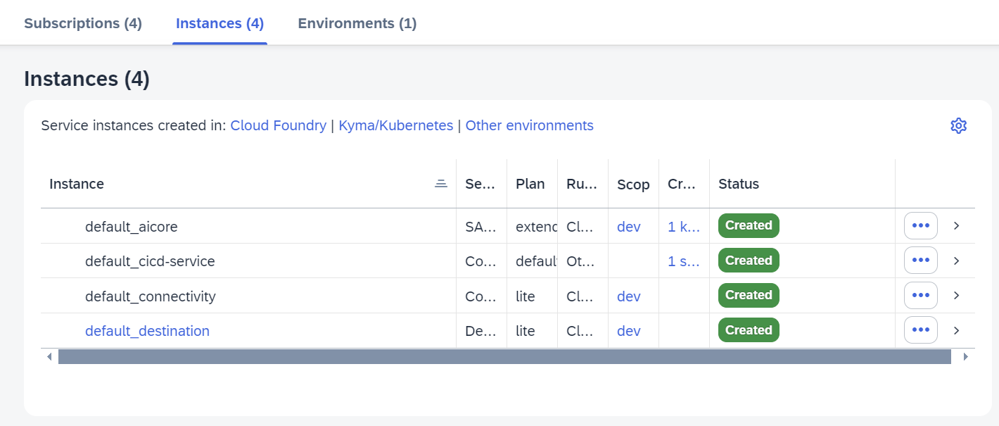 Subscriptions (4) Instances (4) Environments (1)
Instances (4)
Service instances created in: Cloud Foundry | Kyma/Kubernetes | Other environments
Instance Se... Plan Ru... Scop Cr... Status
default_aicore SA... extenc Cl... dev 1 k... Created
default_cicd-service Co... defaul Ot... 1 s... Created
default_connectivity Co... lite Cl... dev Created
default_destination De... lite Cl... dev Created